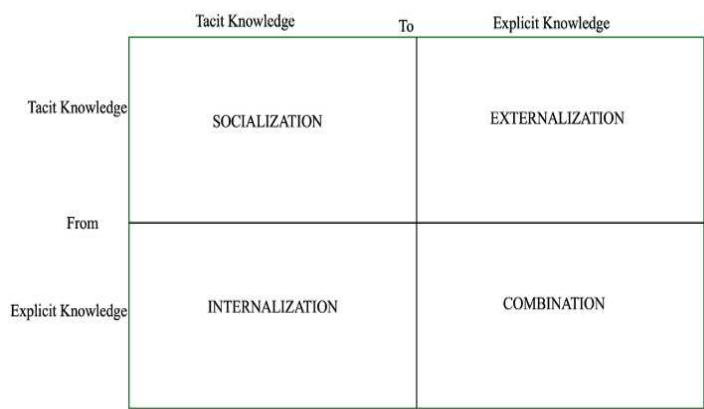 Tacit Knowledge To Explicit Knowledge
Tacit Knowledge
SOCIALIZATION EXTERNALIZATION
From
Explicit Knowledge INTERNALIZATION COMBINATION